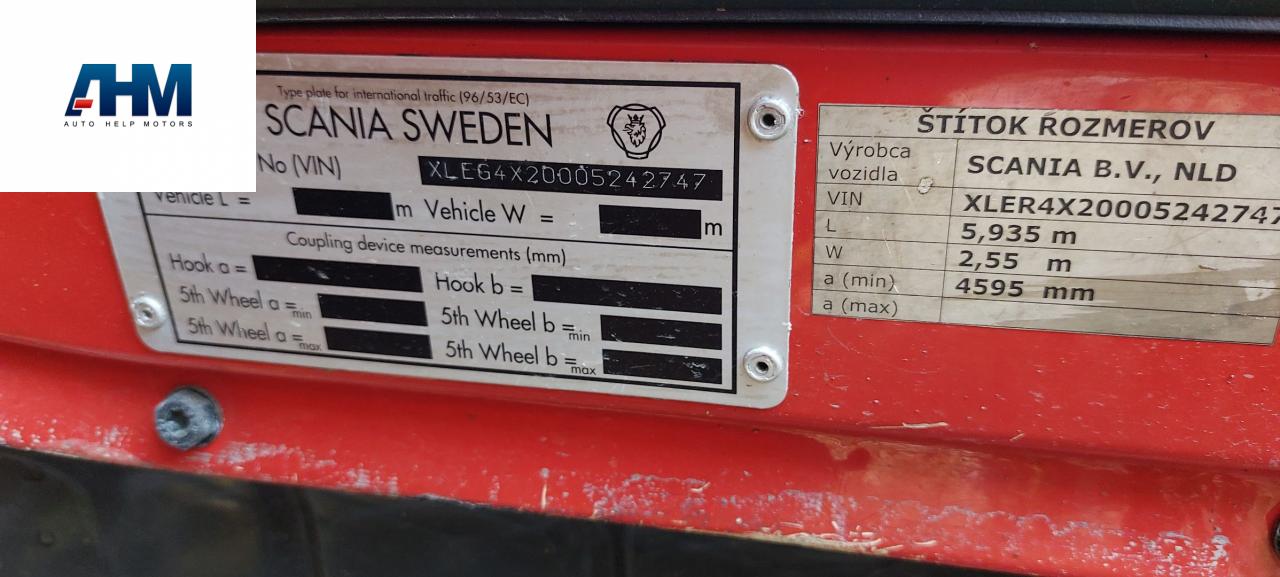 AHM
AUTO HELP MOTORS
Type plate for international traffic (96/53/EC)
SCANIA SWEDEN
No (VIN) XLEG4X20005242747
Vehicle L = m Vehicle W = m
Coupling device measurements (mm)
Hook a = Hook b =
5th Wheel a = min 5th Wheel b = min
5th Wheel a = max 5th Wheel b = max
ŠTÍTOK ROZMEROV
Výrobca vozidla SCANIA B.V., NLD
VIN XLER4X20005242747
L 5,935 m
W 2,55 m
a (min) 4595 mm
a (max)